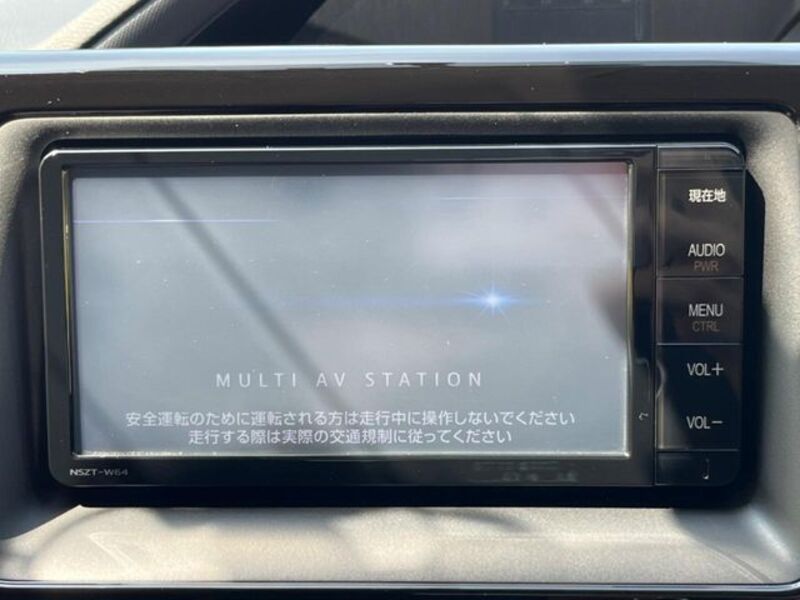 現在地
AUDIO
PWR
MENU
CTRL
VOL+
VOL-
MULTI AV STATION
安全運転のために運転される方は走行中に操作しないでください
走行する際は実際の交通規制に従ってください
NSZT-W64